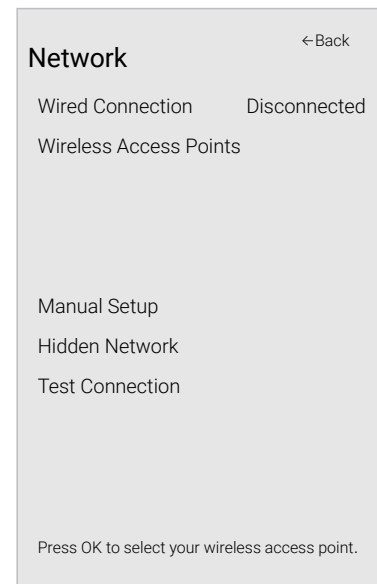 ←Back
Network
Wired Connection Disconnected
Wireless Access Points
Manual Setup
Hidden Network
Test Connection
Press OK to select your wireless access point.